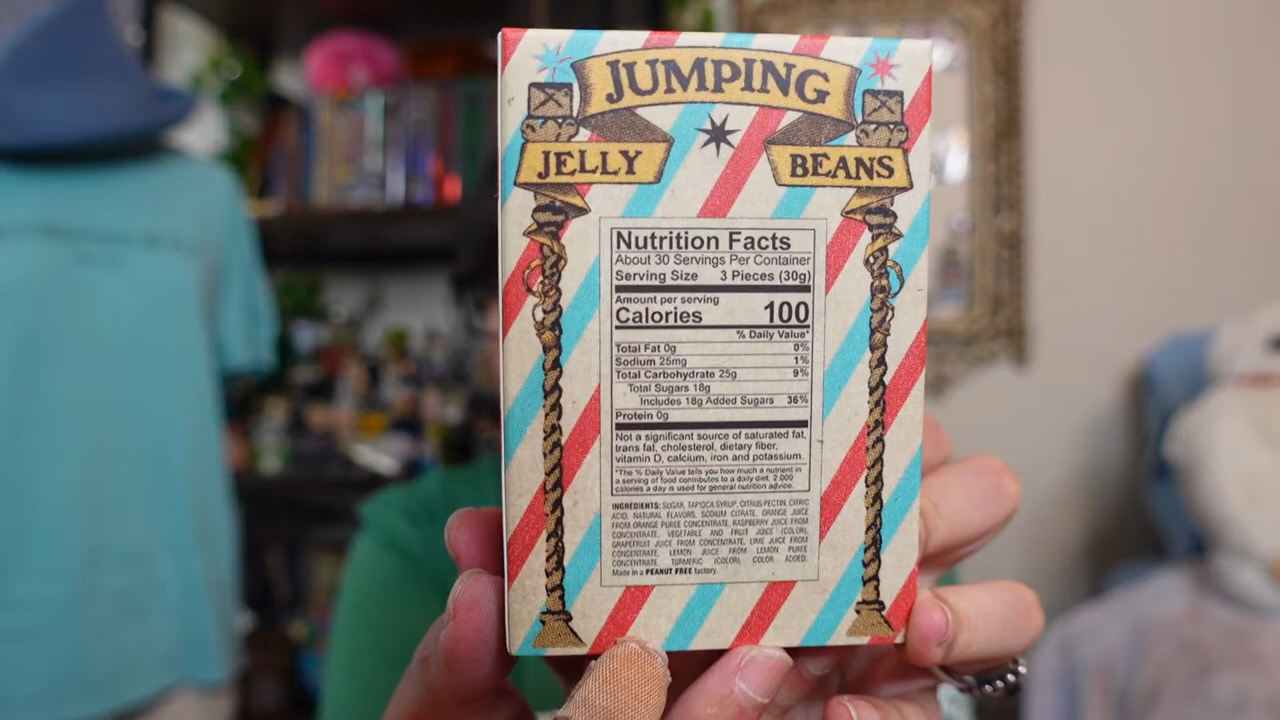 JUMPING
JELLY BEANS
Nutrition Facts
About 30 Servings Per Container
Serving Size 3 Pieces (30g)
Amount per serving
Calories 100
% Daily Value*
Total Fat 0g 0%
Sodium 25mg 1%
Total Carbohydrate 25g 9%
Total Sugars 18g
Includes 18g Added Sugars 36%
Protein 0g
Not a significant source of saturated fat,
trans fat, cholesterol, dietary fiber,
vitamin D, calcium, iron and potassium.
*The % Daily Value tells you how much a nutrient in
a serving of food contributes to a daily diet. 2,000
calories a day is used for general nutrition advice.
INGREDIENTS: SUGAR, TAPIOCA SYRUP, CITRUS PECTIN, CITRIC
ACID, NATURAL FLAVORS, SODIUM CITRATE, ORANGE JUICE
FROM ORANGE PUREE CONCENTRATE, RASPBERRY JUICE FROM
CONCENTRATE, VEGETABLE AND FRUIT JUICE (COLOR),
GRAPEFRUIT JUICE FROM CONCENTRATE, LIME JUICE FROM
CONCENTRATE, LEMON JUICE FROM LEMON PUREE
CONCENTRATE, TURMERIC (COLOR), COLOR ADDED.
Made in a PEANUT FREE factory.